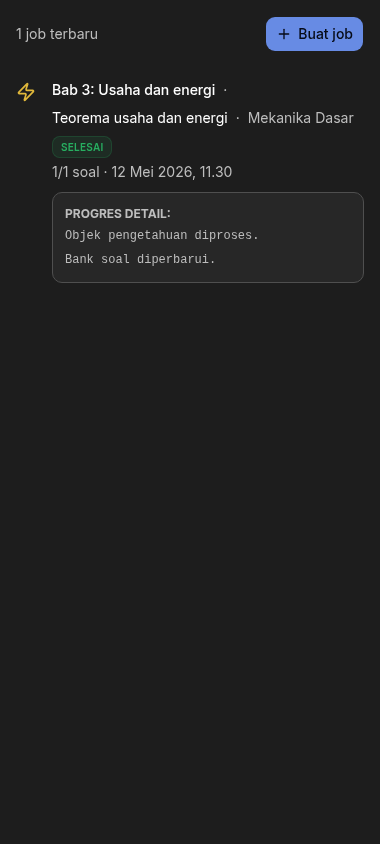 1 job terbaru
Buat job
Bab 3: Usaha dan energi ·
Teorema usaha dan energi · Mekanika Dasar
SELESAI
1/1 soal · 12 Mei 2026, 11.30
PROGRES DETAIL:
Objek pengetahuan diproses.
Bank soal diperbarui.